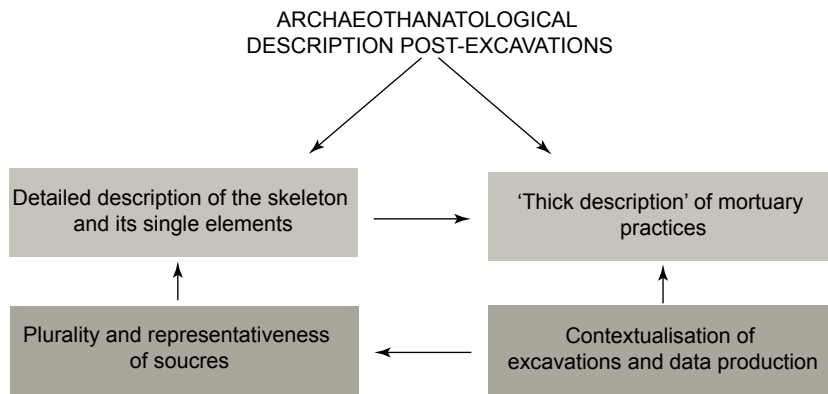 ARCHAEOTHANATOLOGICAL
DESCRIPTION POST-EXCAVATIONS
Detailed description of the skeleton
and its single elements
‘Thick description’ of mortuary
practices
Plurality and representativeness
of soucres
Contextualisation of
excavations and data production